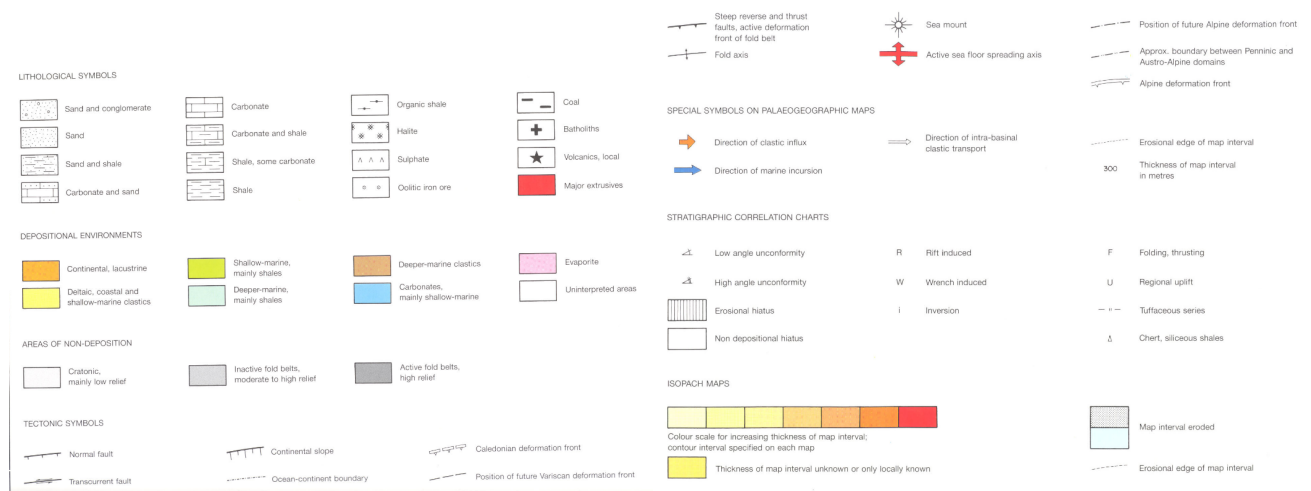 LITHOLOGICAL SYMBOLS
Sand and conglomerate
Carbonate
Organic shale
Coal
Sand
Carbonate and shale
Halite
Batholiths
Sand and shale
Shale, some carbonate
Sulphate
Volcanics, local
Carbonate and sand
Shale
Oolitic iron ore
Major extrusives
DEPOSITIONAL ENVIRONMENTS
Continental, lacustrine
Shallow-marine,
mainly shales
Deeper-marine clastics
Evaporite
Deltaic, coastal and
shallow-marine clastics
Deeper-marine,
mainly shales
Carbonates,
mainly shallow-marine
Uninterpreted areas
AREAS OF NON-DEPOSITION
Cratonic,
mainly low relief
Inactive fold belts,
moderate to high relief
Active fold belts,
high relief
TECTONIC SYMBOLS
Normal fault
Continental slope
Caledonian deformation front
Transcurrent fault
Ocean-continent boundary
Position of future Variscan deformation front
Steep reverse and thrust
faults, active deformation
front of fold belt
Sea mount
Position of future Alpine deformation front
Fold axis
Active sea floor spreading axis
Approx. boundary between Penninic and
Austro-Alpine domains
Alpine deformation front
SPECIAL SYMBOLS ON PALAEOGEOGRAPHIC MAPS
Direction of clastic influx
Direction of intra-basinal
clastic transport
Erosional edge of map interval
Direction of marine incursion
300 Thickness of map interval
in metres
STRATIGRAPHIC CORRELATION CHARTS
Low angle unconformity
R Rift induced
F Folding, thrusting
High angle unconformity
W Wrench induced
U Regional uplift
Erosional hiatus
i Inversion
Tuffaceous series
Non depositional hiatus
Chert, siliceous shales
ISOPACH MAPS
Colour scale for increasing thickness of map interval;
contour interval specified on each map
Map interval eroded
Thickness of map interval unknown or only locally known
Erosional edge of map interval